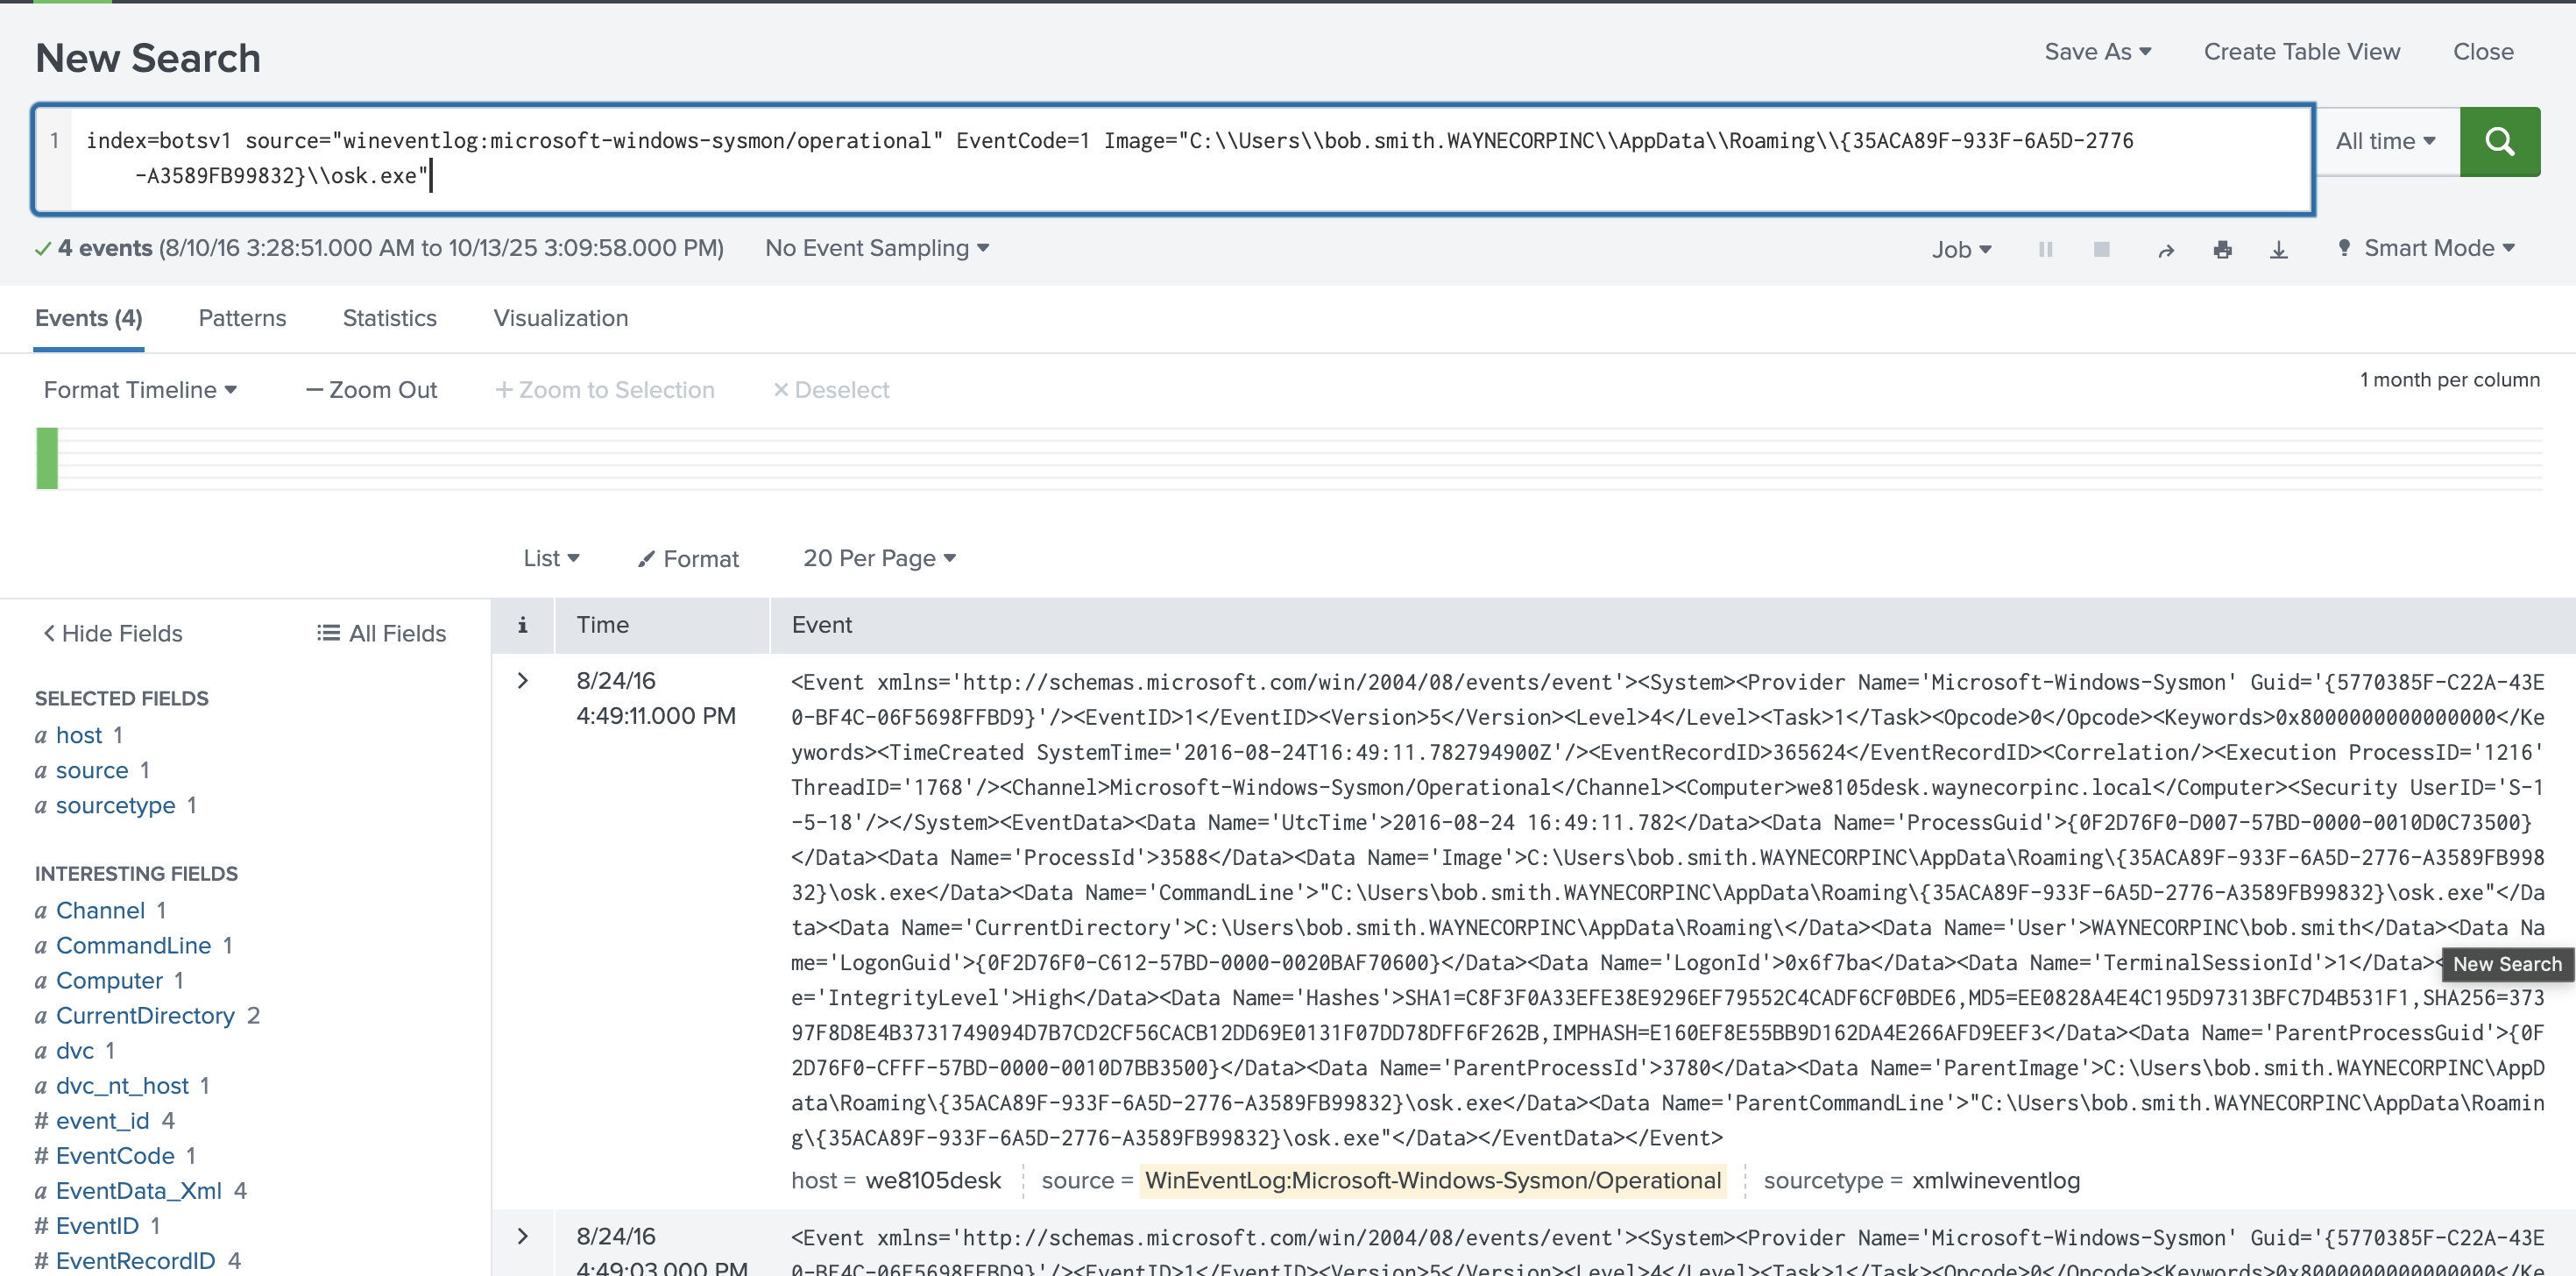 New Search
Save As
Create Table View
Close
1 index=botsv1 source="wineventlog:microsoft-windows-sysmon/operational" EventCode=1 Image="C:\\Users\\bob.smith.WAYNECORPINC\\AppData\\Roaming\\{35ACA89F-933F-6A5D-2776
-A3589FB99832}\\osk.exe"
All time
4 events (8/10/16 3:28:51.000 AM to 10/13/25 3:09:58.000 PM)
No Event Sampling
Job
Smart Mode
Events (4)
Patterns
Statistics
Visualization
Format Timeline
— Zoom Out
+ Zoom to Selection
× Deselect
1 month per column
List
Format
20 Per Page
< Hide Fields
All Fields
i
Time
Event
SELECTED FIELDS
a host 1
a source 1
a sourcetype 1
INTERESTING FIELDS
a Channel 1
a CommandLine 1
a Computer 1
a CurrentDirectory 2
a dvc 1
a dvc_nt_host 1
# event_id 4
# EventCode 1
a EventData_Xml 4
# EventID 1
# EventRecordID 4
8/24/16
4:49:11.000 PM
<Event xmlns='http://schemas.microsoft.com/win/2004/08/events/event'><System><Provider Name='Microsoft-Windows-Sysmon' Guid='{5770385F-C22A-43E
0-BF4C-06F5698FFBD9}'/><EventID>1</EventID><Version>5</Version><Level>4</Level><Task>1</Task><Opcode>0</Opcode><Keywords>0x8000000000000000</Ke
ywords><TimeCreated SystemTime='2016-08-24T16:49:11.782794900Z'/><EventRecordID>365624</EventRecordID><Correlation/><Execution ProcessID='1216'
ThreadID='1768'/><Channel>Microsoft-Windows-Sysmon/Operational</Channel><Computer>we8105desk.waynecorpinc.local</Computer><Security UserID='S-1
-5-18'/></System><EventData><Data Name='UtcTime'>2016-08-24 16:49:11.782</Data><Data Name='ProcessGuid'>{0F2D76F0-D007-57BD-0000-0010D0C73500}
</Data><Data Name='ProcessId'>3588</Data><Data Name='Image'>C:\Users\bob.smith.WAYNECORPINC\AppData\Roaming\{35ACA89F-933F-6A5D-2776-A3589FB998
32}\osk.exe</Data><Data Name='CommandLine'>"C:\Users\bob.smith.WAYNECORPINC\AppData\Roaming\{35ACA89F-933F-6A5D-2776-A3589FB99832}\osk.exe"</Da
ta><Data Name='CurrentDirectory'>C:\Users\bob.smith.WAYNECORPINC\AppData\Roaming\</Data><Data Name='User'>WAYNECORPINC\bob.smith</Data><Data Na
me='LogonGuid'>{0F2D76F0-C612-57BD-0000-0020BAF70600}</Data><Data Name='LogonId'>0x6f7ba</Data><Data Name='TerminalSessionId'>1</Data><
New Search
e='IntegrityLevel'>High</Data><Data Name='Hashes'>SHA1=C8F3F0A33EFE38E9296EF79552C4CADF6CF0BDE6,MD5=EE0828A4E4C195D97313BFC7D4B531F1,SHA256=373
97F8D8E4B3731749094D7B7CD2CF56CACB12DD69E0131F07DD78DFF6F262B,IMPHASH=E160EF8E55BB9D162DA4E266AFD9EEF3</Data><Data Name='ParentProcessGuid'>{0F
2D76F0-CFFF-57BD-0000-0010D7BB3500}</Data><Data Name='ParentProcessId'>3780</Data><Data Name='ParentImage'>C:\Users\bob.smith.WAYNECORPINC\AppD
ata\Roaming\{35ACA89F-933F-6A5D-2776-A3589FB99832}\osk.exe</Data><Data Name='ParentCommandLine'>"C:\Users\bob.smith.WAYNECORPINC\AppData\Roamin
g\{35ACA89F-933F-6A5D-2776-A3589FB99832}\osk.exe"</Data></EventData></Event>
host = we8105desk source = WinEventLog:Microsoft-Windows-Sysmon/Operational sourcetype = xmlwineventlog
8/24/16
4:49:03.000 PM
<Event xmlns='http://schemas.microsoft.com/win/2004/08/events/event'><System><Provider Name='Microsoft-Windows-Sysmon' Guid='{5770385F-C22A-43E
0-BF4C-06F5698FFBD9}'/><EventID>1</EventID><Version>5</Version><Level>4</Level><Task>1</Task><Opcode>0</Opcode><Keywords>0x8000000000000000</Ke